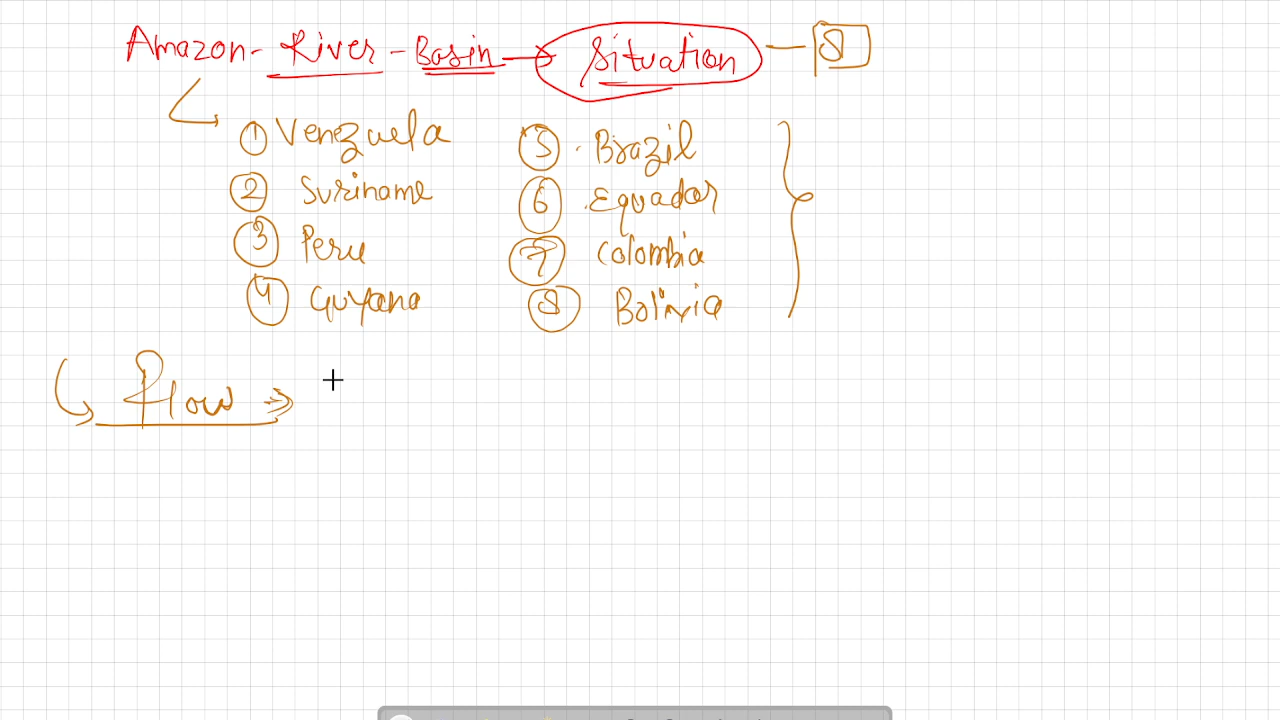 Amazon - River - Basin → Situation — 8
① Venezuela
② Suriname
③ Peru
④ Guyana
⑤ Brazil
⑥ Equador
⑦ Colombia
⑧ Bolivia
Flow ⇒